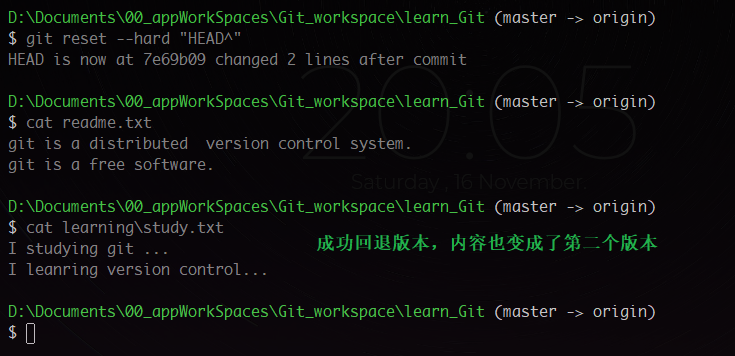 D:\Documents\00_appWorkSpaces\Git_workspace\learn_Git (master -> origin)
$ git reset --hard "HEAD^"
HEAD is now at 7e69b09 changed 2 lines after commit
20:05
D:\Documents\00_appWorkSpaces\Git_workspace\learn_Git (master -> origin)
$ cat readme.txt
git is a distributed  version control system.
git is a free software.
Saturday , 16 November.
D:\Documents\00_appWorkSpaces\Git_workspace\learn_Git (master -> origin)
$ cat learning\study.txt
I studying git ...
成功回退版本，内容也变成了第二个版本
I leanring version control...
D:\Documents\00_appWorkSpaces\Git_workspace\learn_Git (master -> origin)
$